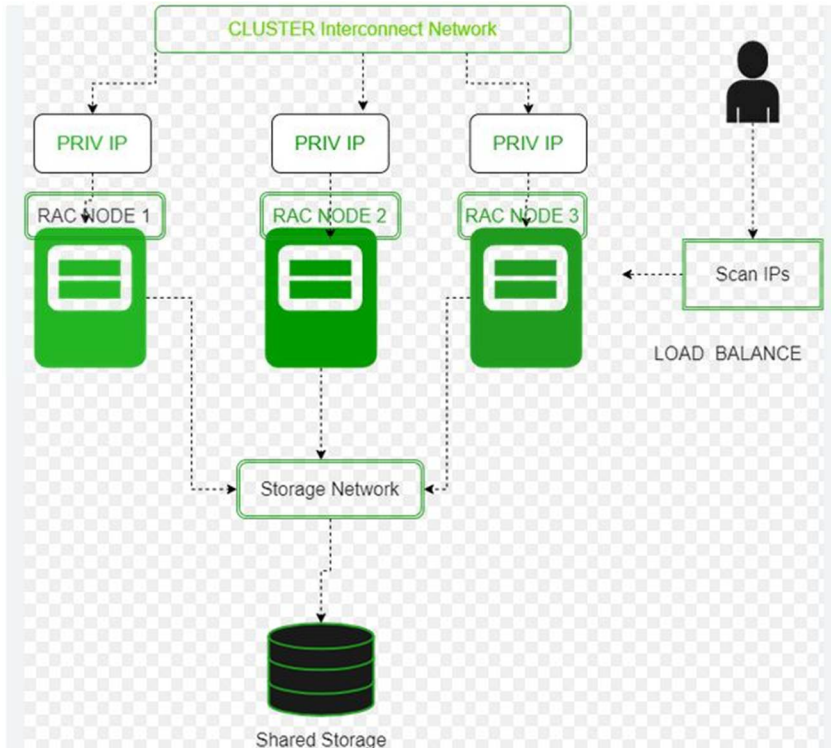 CLUSTER Interconnect Network
PRIV IP
PRIV IP
PRIV IP
RAC NODE 1
RAC NODE 2
RAC NODE 3
Scan IPs
LOAD BALANCE
Storage Network
Shared Storage